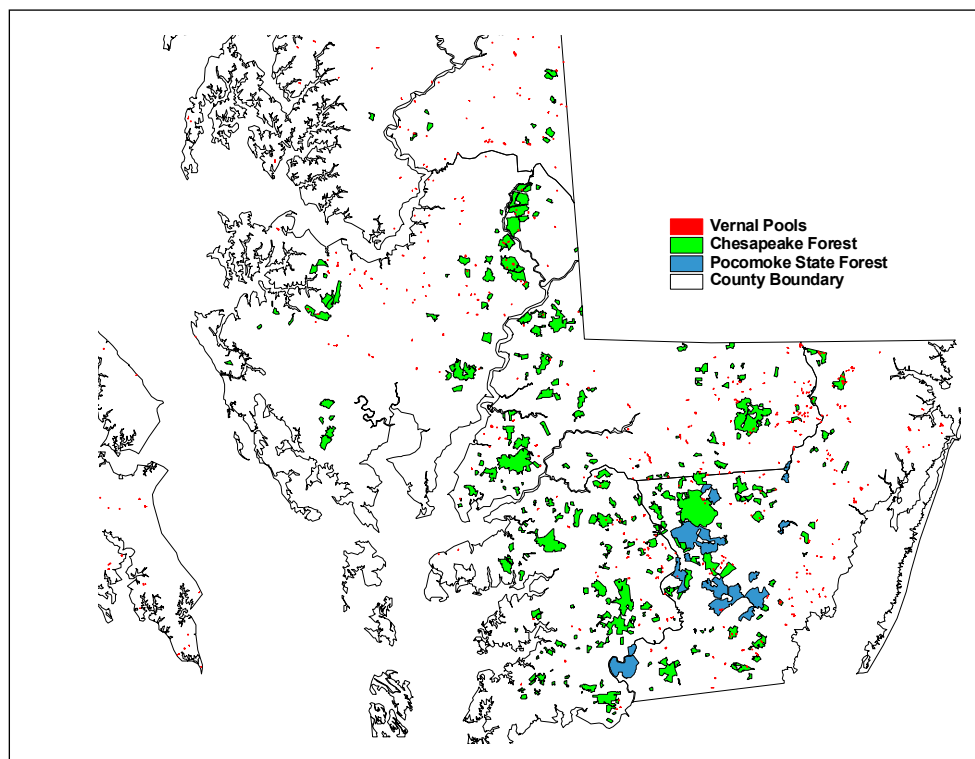 Vernal Pools
Chesapeake Forest
Pocomoke State Forest
County Boundary